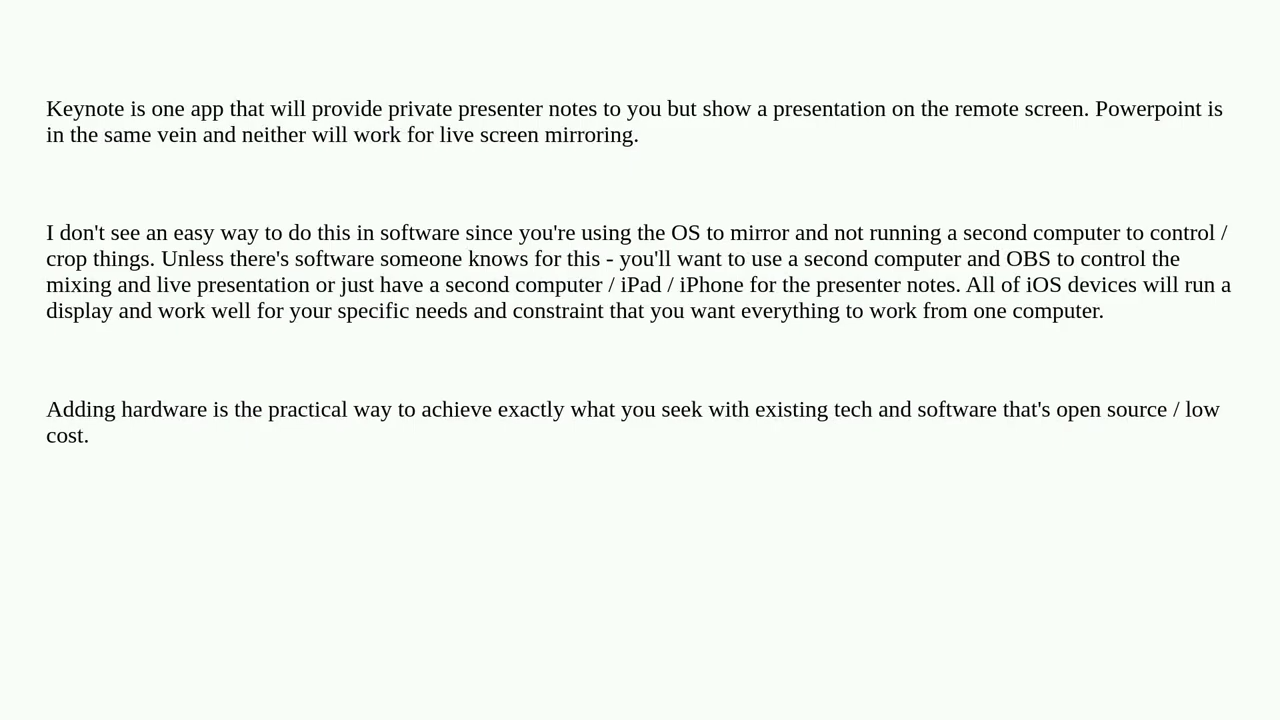 Keynote is one app that will provide private presenter notes to you but show a presentation on the remote screen. Powerpoint is
in the same vein and neither will work for live screen mirroring.
I don't see an easy way to do this in software since you're using the OS to mirror and not running a second computer to control /
crop things. Unless there's software someone knows for this - you'll want to use a second computer and OBS to control the
mixing and live presentation or just have a second computer / iPad / iPhone for the presenter notes. All of iOS devices will run a
display and work well for your specific needs and constraint that you want everything to work from one computer.
Adding hardware is the practical way to achieve exactly what you seek with existing tech and software that's open source / low
cost.